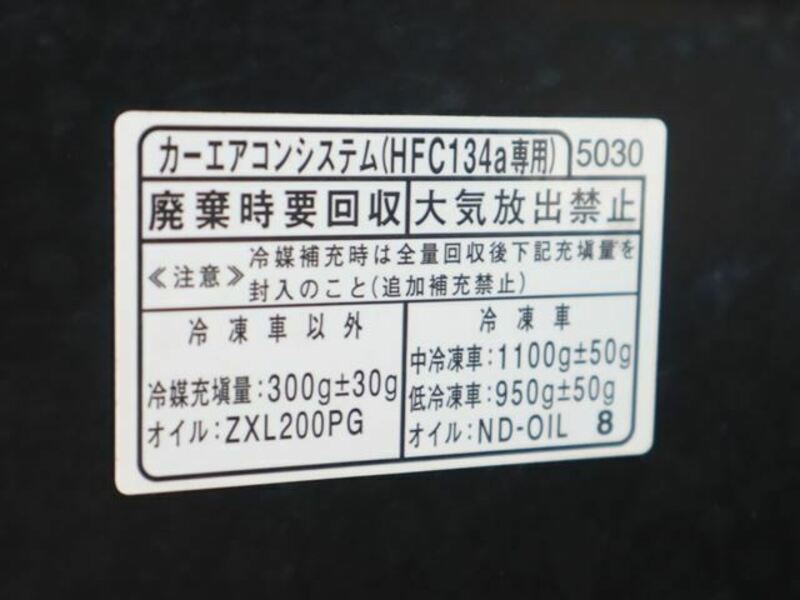 カーエアコンシステム(HFC134a専用) 5030
廃棄時要回収 大気放出禁止
≪注意≫ 冷媒補充時は全量回収後下記充填量を
封入のこと(追加補充禁止)
冷凍車以外
冷媒充填量:300g±30g
オイル:ZXL200PG
冷凍車
中冷凍車:1100g±50g
低冷凍車:950g±50g
オイル:ND-OIL 8